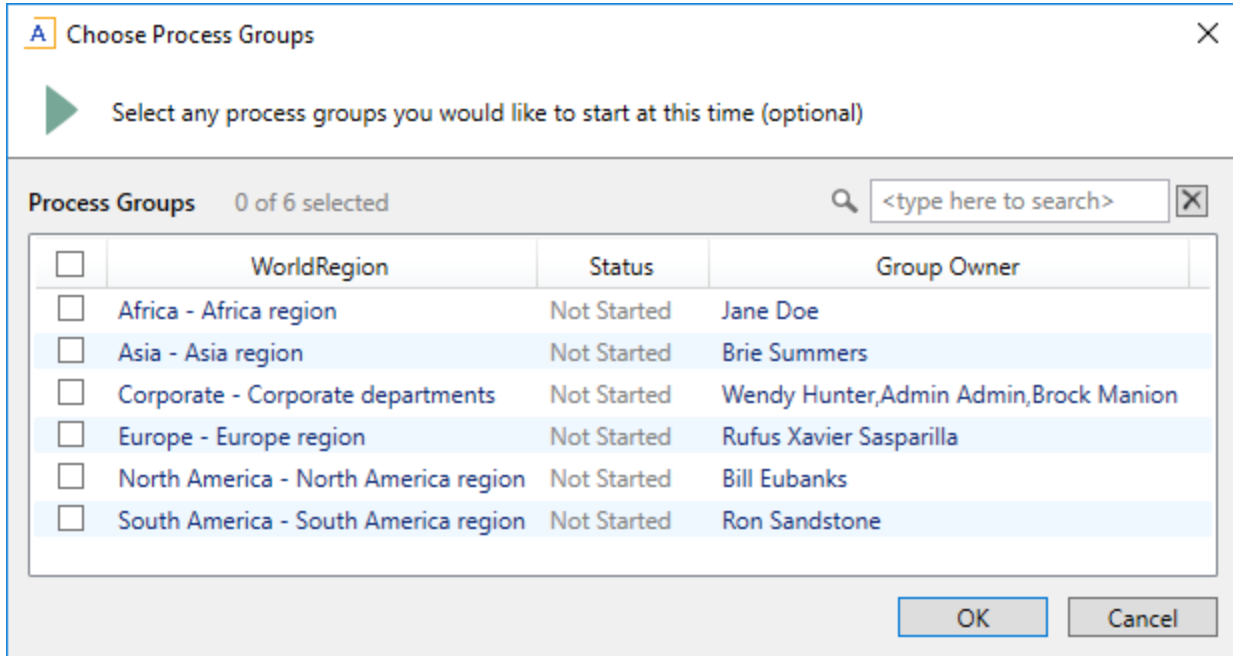 A Choose Process Groups
Select any process groups you would like to start at this time (optional)
Process Groups 0 of 6 selected <type here to search>
WorldRegion Status Group Owner
Africa - Africa region Not Started Jane Doe
Asia - Asia region Not Started Brie Summers
Corporate - Corporate departments Not Started Wendy Hunter,Admin Admin,Brock Manion
Europe - Europe region Not Started Rufus Xavier Sasparilla
North America - North America region Not Started Bill Eubanks
South America - South America region Not Started Ron Sandstone
OK Cancel